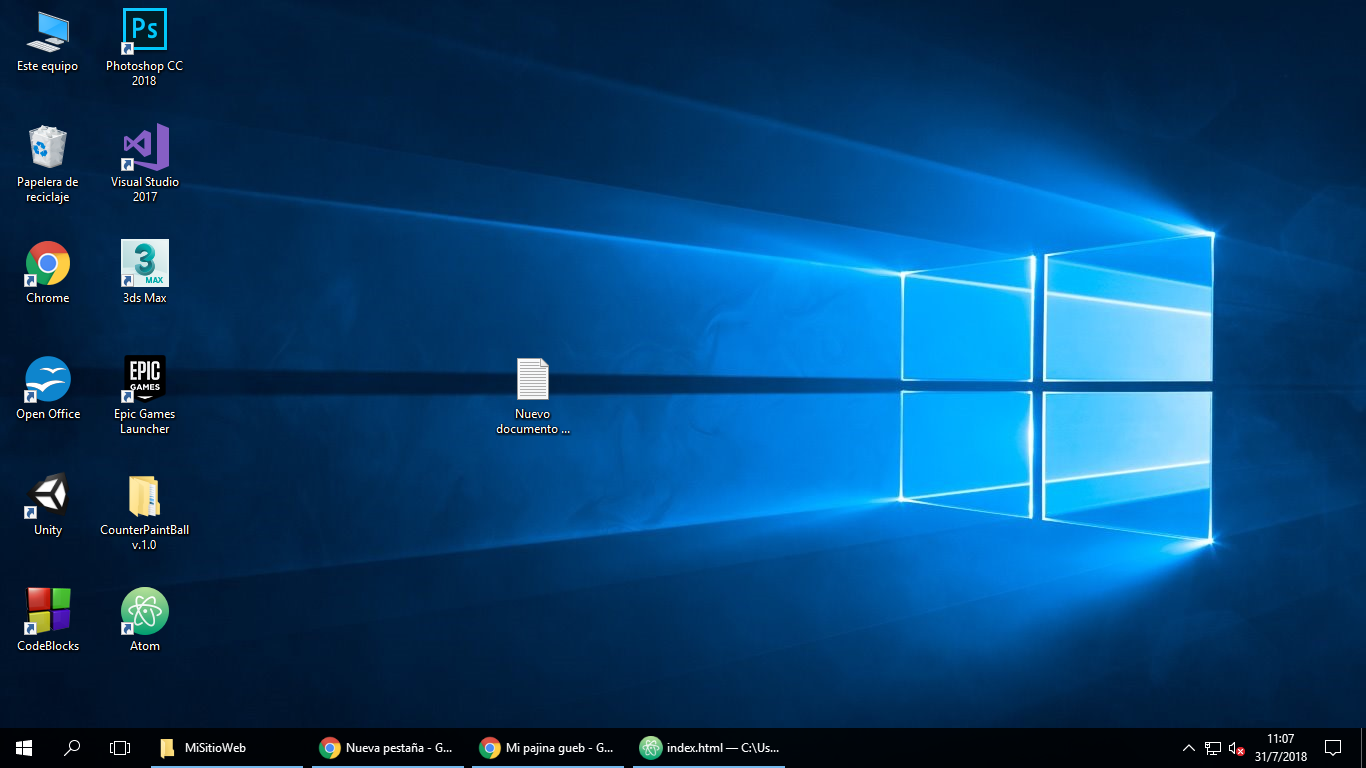 Este equipo
Ps
Photoshop CC
2018
Papelera de
reciclaje
Visual Studio
2017
Chrome
3
MAX
3ds Max
Open Office
EPIC
GAMES
Epic Games
Launcher
Nuevo
documento ...
Unity
CounterPaintBall
v.1.0
CodeBlocks
Atom
MiSitioWeb
Nueva pestaña - G...
Mi pajina gueb - G...
index.html — C:\Us...
11:07
31/7/2018